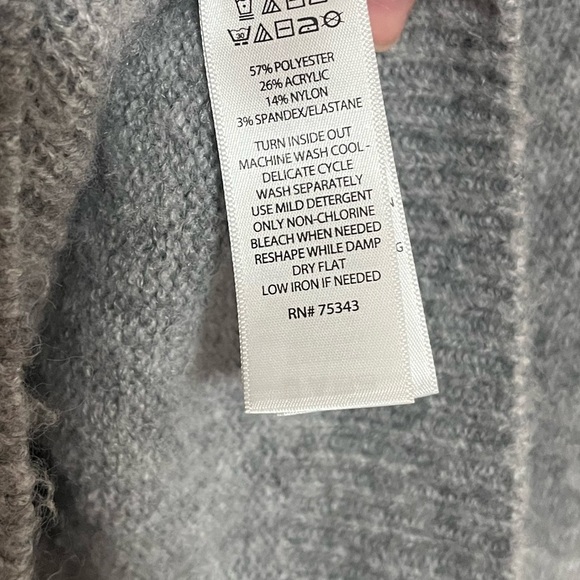 30
57% POLYESTER
26% ACRYLIC
14% NYLON
3% SPANDEX/ELASTANE
TURN INSIDE OUT
MACHINE WASH COOL -
DELICATE CYCLE
WASH SEPARATELY
USE MILD DETERGENT
ONLY NON-CHLORINE
BLEACH WHEN NEEDED
RESHAPE WHILE DAMP
DRY FLAT
LOW IRON IF NEEDED
RN# 75343
N
G